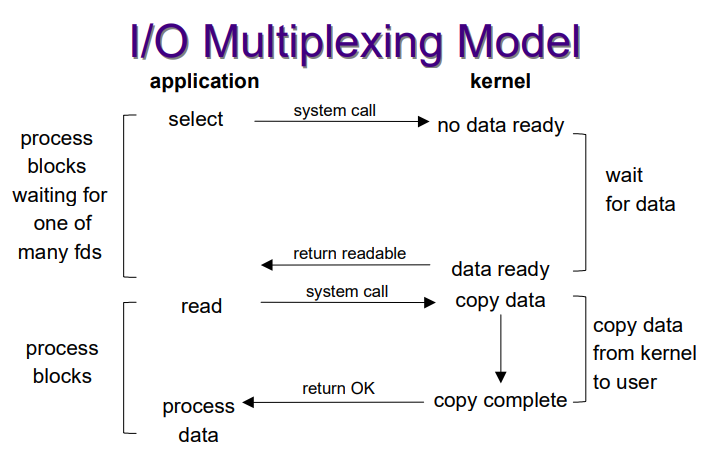 I/O Multiplexing Model
application
kernel
select
system call
no data ready
process
blocks
waiting for
one of
many fds
wait
for data
return readable
data ready
read
system call
copy data
process
blocks
copy data
from kernel
to user
return OK
copy complete
process
data